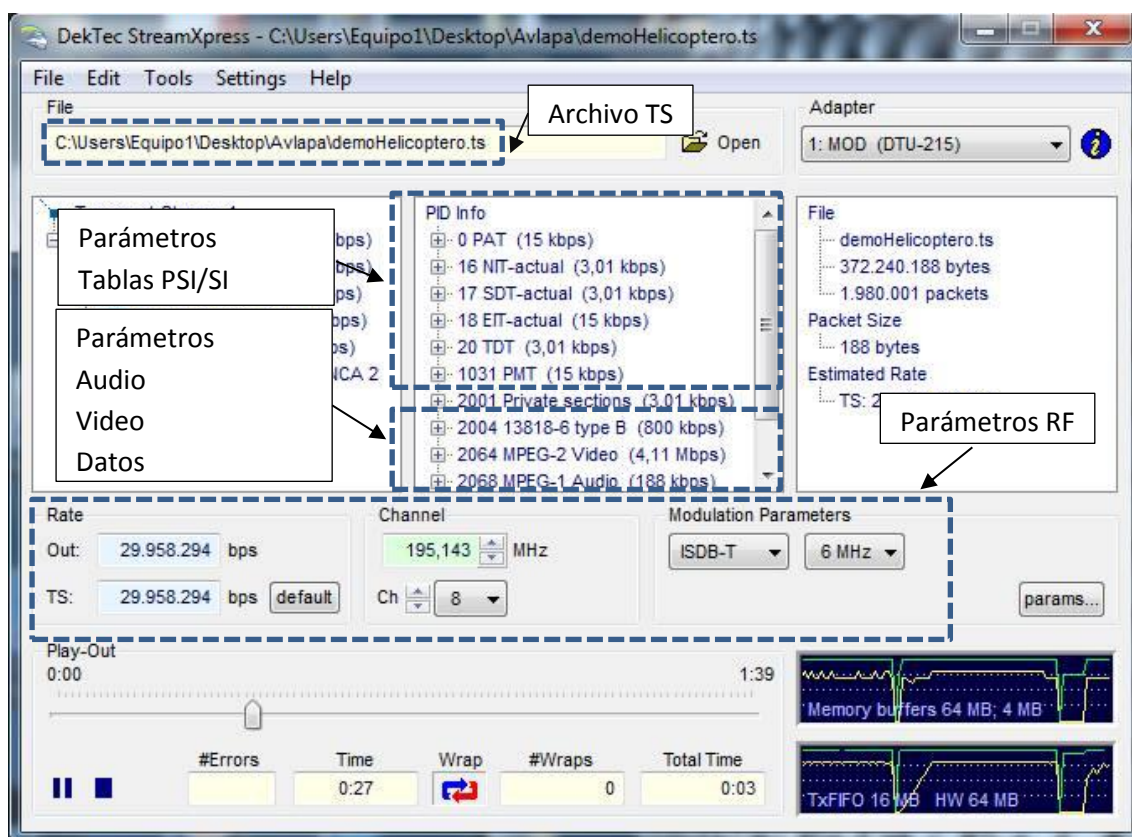 DekTec StreamXpress - C:\Users\Equipo1\Desktop\Avlapa\demoHelicoptero.ts
File Edit Tools Settings Help
File
C:\Users\Equipo1\Desktop\Avlapa\demoHelicoptero.ts
Open
Archivo TS
Adapter
1: MOD (DTU-215)
Parámetros
Tablas PSI/SI
Parámetros
Audio
Video
Datos
bps)
bps)
ps)
bps)
os)
NCA 2
PID Info
0 PAT (15 kbps)
16 NIT-actual (3,01 kbps)
17 SDT-actual (3,01 kbps)
18 EIT-actual (15 kbps)
20 TDT (3,01 kbps)
1031 PMT (15 kbps)
2001 Private sections (3,01 kbps)
2004 13818-6 type B (800 kbps)
2064 MPEG-2 Video (4,11 Mbps)
2068 MPEG-1 Audio (188 kbps)
File
demoHelicoptero.ts
372.240.188 bytes
1.980.001 packets
Packet Size
188 bytes
Estimated Rate
TS: 2
Parámetros RF
Rate
Out: 29.958.294 bps
TS: 29.958.294 bps default
Channel
195,143 MHz
Ch 8
Modulation Parameters
ISDB-T 6 MHz
params...
Play-Out
0:00 1:39
#Errors Time Wrap #Wraps Total Time
0:27 0 0:03
Memory buffers 64 MB; 4 MB
TxFIFO 16 MB HW 64 MB